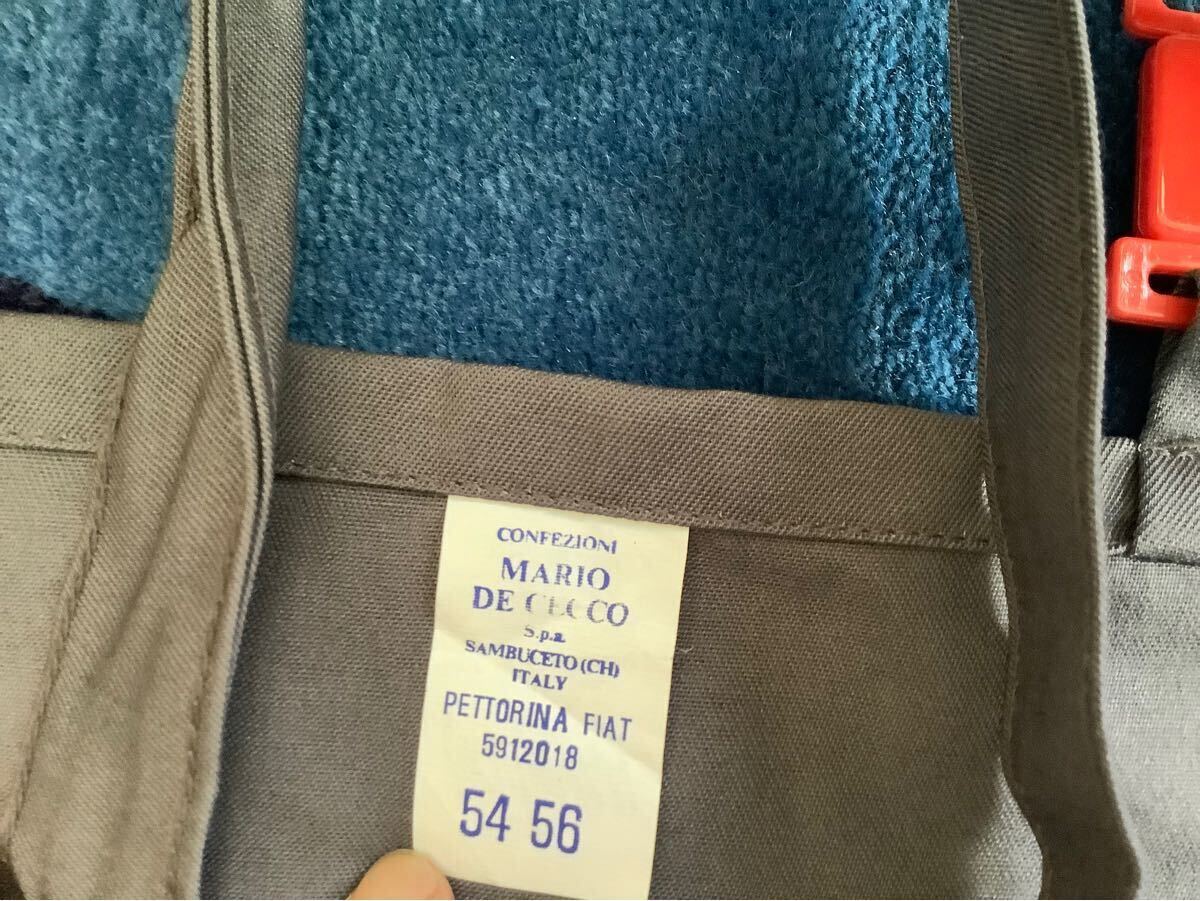 CONFEZIONI
MARIO
DE CECCO
S.p.a.
SAMBUCETO (CH)
ITALY
PETTORINA FIAT
5912018
54 56